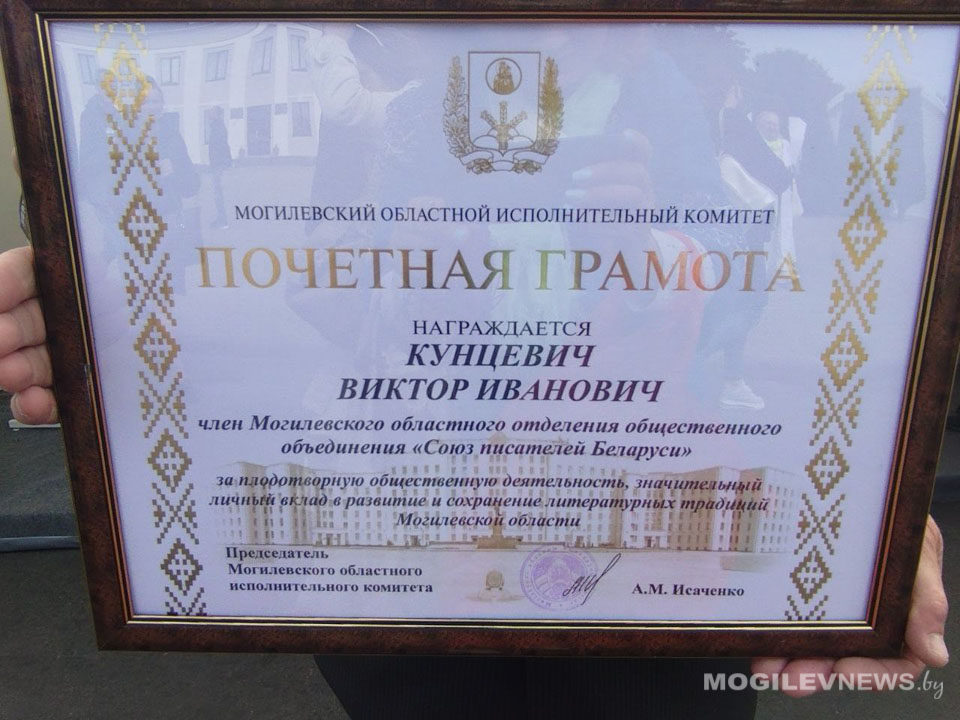 МОГИЛЕВСКИЙ ОБЛАСТНОЙ ИСПОЛНИТЕЛЬНЫЙ КОМИТЕТ
ПОЧЕТНАЯ ГРАМОТА
НАГРАЖДАЕТСЯ
КУНЦЕВИЧ
ВИКТОР ИВАНОВИЧ
член Могилевского областного отделения общественного
объединения «Союз писателей Беларуси»
за плодотворную общественную деятельность, значительный
личный вклад в развитие и сохранение литературных традиций
Могилевской области
Председатель
Могилевского областного
исполнительного комитета
А.М. Исаченко
MOGILEVNEWS.by